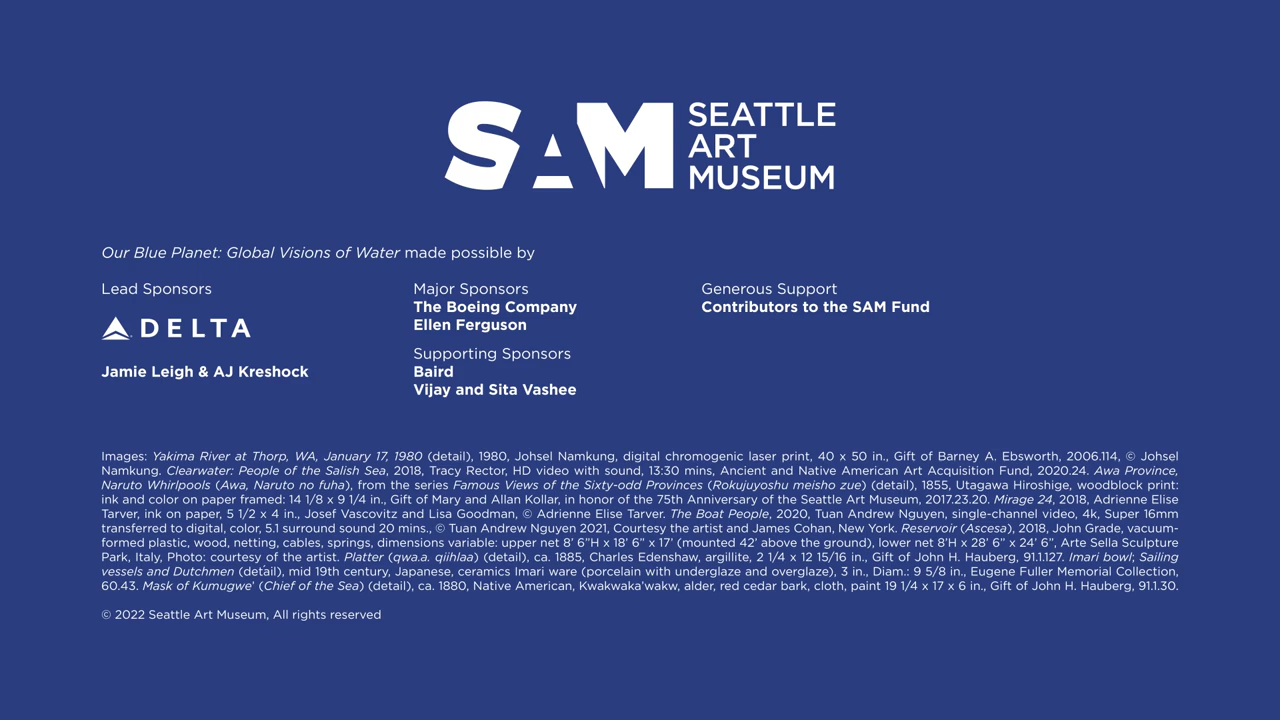 SAM SEATTLE
ART
MUSEUM
Our Blue Planet: Global Visions of Water made possible by
Lead Sponsors
DELTA
Jamie Leigh & AJ Kreshock
Major Sponsors
The Boeing Company
Ellen Ferguson
Supporting Sponsors
Baird
Vijay and Sita Vashee
Generous Support
Contributors to the SAM Fund
Images: Yakima River at Thorp, WA, January 17, 1980 (detail), 1980, Johsel Namkung, digital chromogenic laser print, 40 x 50 in., Gift of Barney A. Ebsworth, 2006.114, © Johsel
Namkung. Clearwater: People of the Salish Sea, 2018, Tracy Rector, HD video with sound, 13:30 mins, Ancient and Native American Art Acquisition Fund, 2020.24. Awa Province,
Naruto Whirlpools (Awa, Naruto no fuha), from the series Famous Views of the Sixty-odd Provinces (Rokujuyoshu meisho zue) (detail), 1855, Utagawa Hiroshige, woodblock print:
ink and color on paper framed: 14 1/8 x 9 1/4 in., Gift of Mary and Allan Kollar, in honor of the 75th Anniversary of the Seattle Art Museum, 2017.23.20. Mirage 24, 2018, Adrienne Elise
Tarver, ink on paper, 5 1/2 x 4 in., Josef Vascovitz and Lisa Goodman, © Adrienne Elise Tarver. The Boat People, 2020, Tuan Andrew Nguyen, single-channel video, 4k, Super 16mm
transferred to digital, color, 5.1 surround sound 20 mins., © Tuan Andrew Nguyen 2021, Courtesy the artist and James Cohan, New York. Reservoir (Ascesa), 2018, John Grade, vacuum-
formed plastic, wood, netting, cables, springs, dimensions variable: upper net 8' 6"H x 18' 6" x 17' (mounted 42' above the ground), lower net 8'H x 28' 6" x 24' 6", Arte Sella Sculpture
Park, Italy, Photo: courtesy of the artist. Platter (qwa.a. qiihlaa) (detail), ca. 1885, Charles Edenshaw, argillite, 2 1/4 x 12 15/16 in., Gift of John H. Hauberg, 91.1.127. Imari bowl; Sailing
vessels and Dutchmen (detail), mid 19th century, Japanese, ceramics Imari ware (porcelain with underglaze and overglaze), 3 in., Diam.: 9 5/8 in., Eugene Fuller Memorial Collection,
60.43. Mask of Kumugwe' (Chief of the Sea) (detail), ca. 1880, Native American, Kwakwaka'wakw, alder, red cedar bark, cloth, paint 19 1/4 x 17 x 6 in., Gift of John H. Hauberg, 91.1.30.
© 2022 Seattle Art Museum, All rights reserved